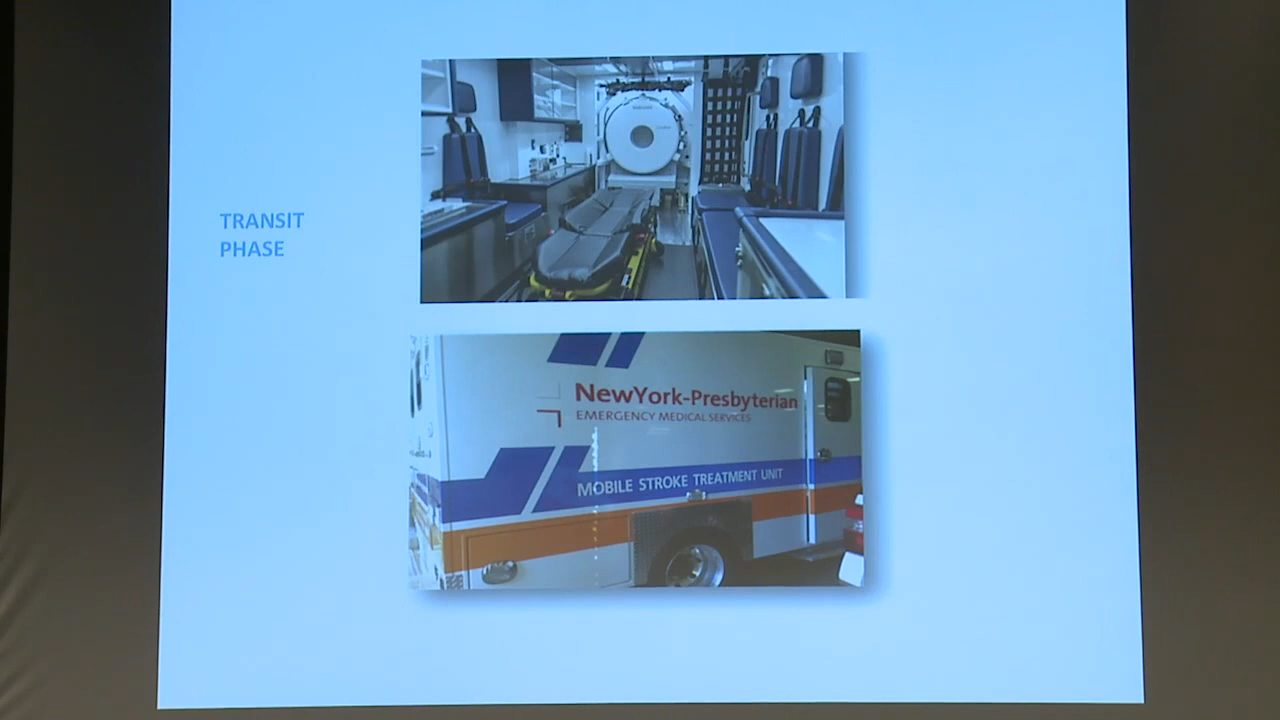 TRANSIT
PHASE
NewYork-Presbyterian
EMERGENCY MEDICAL SERVICES
MOBILE STROKE TREATMENT UNIT